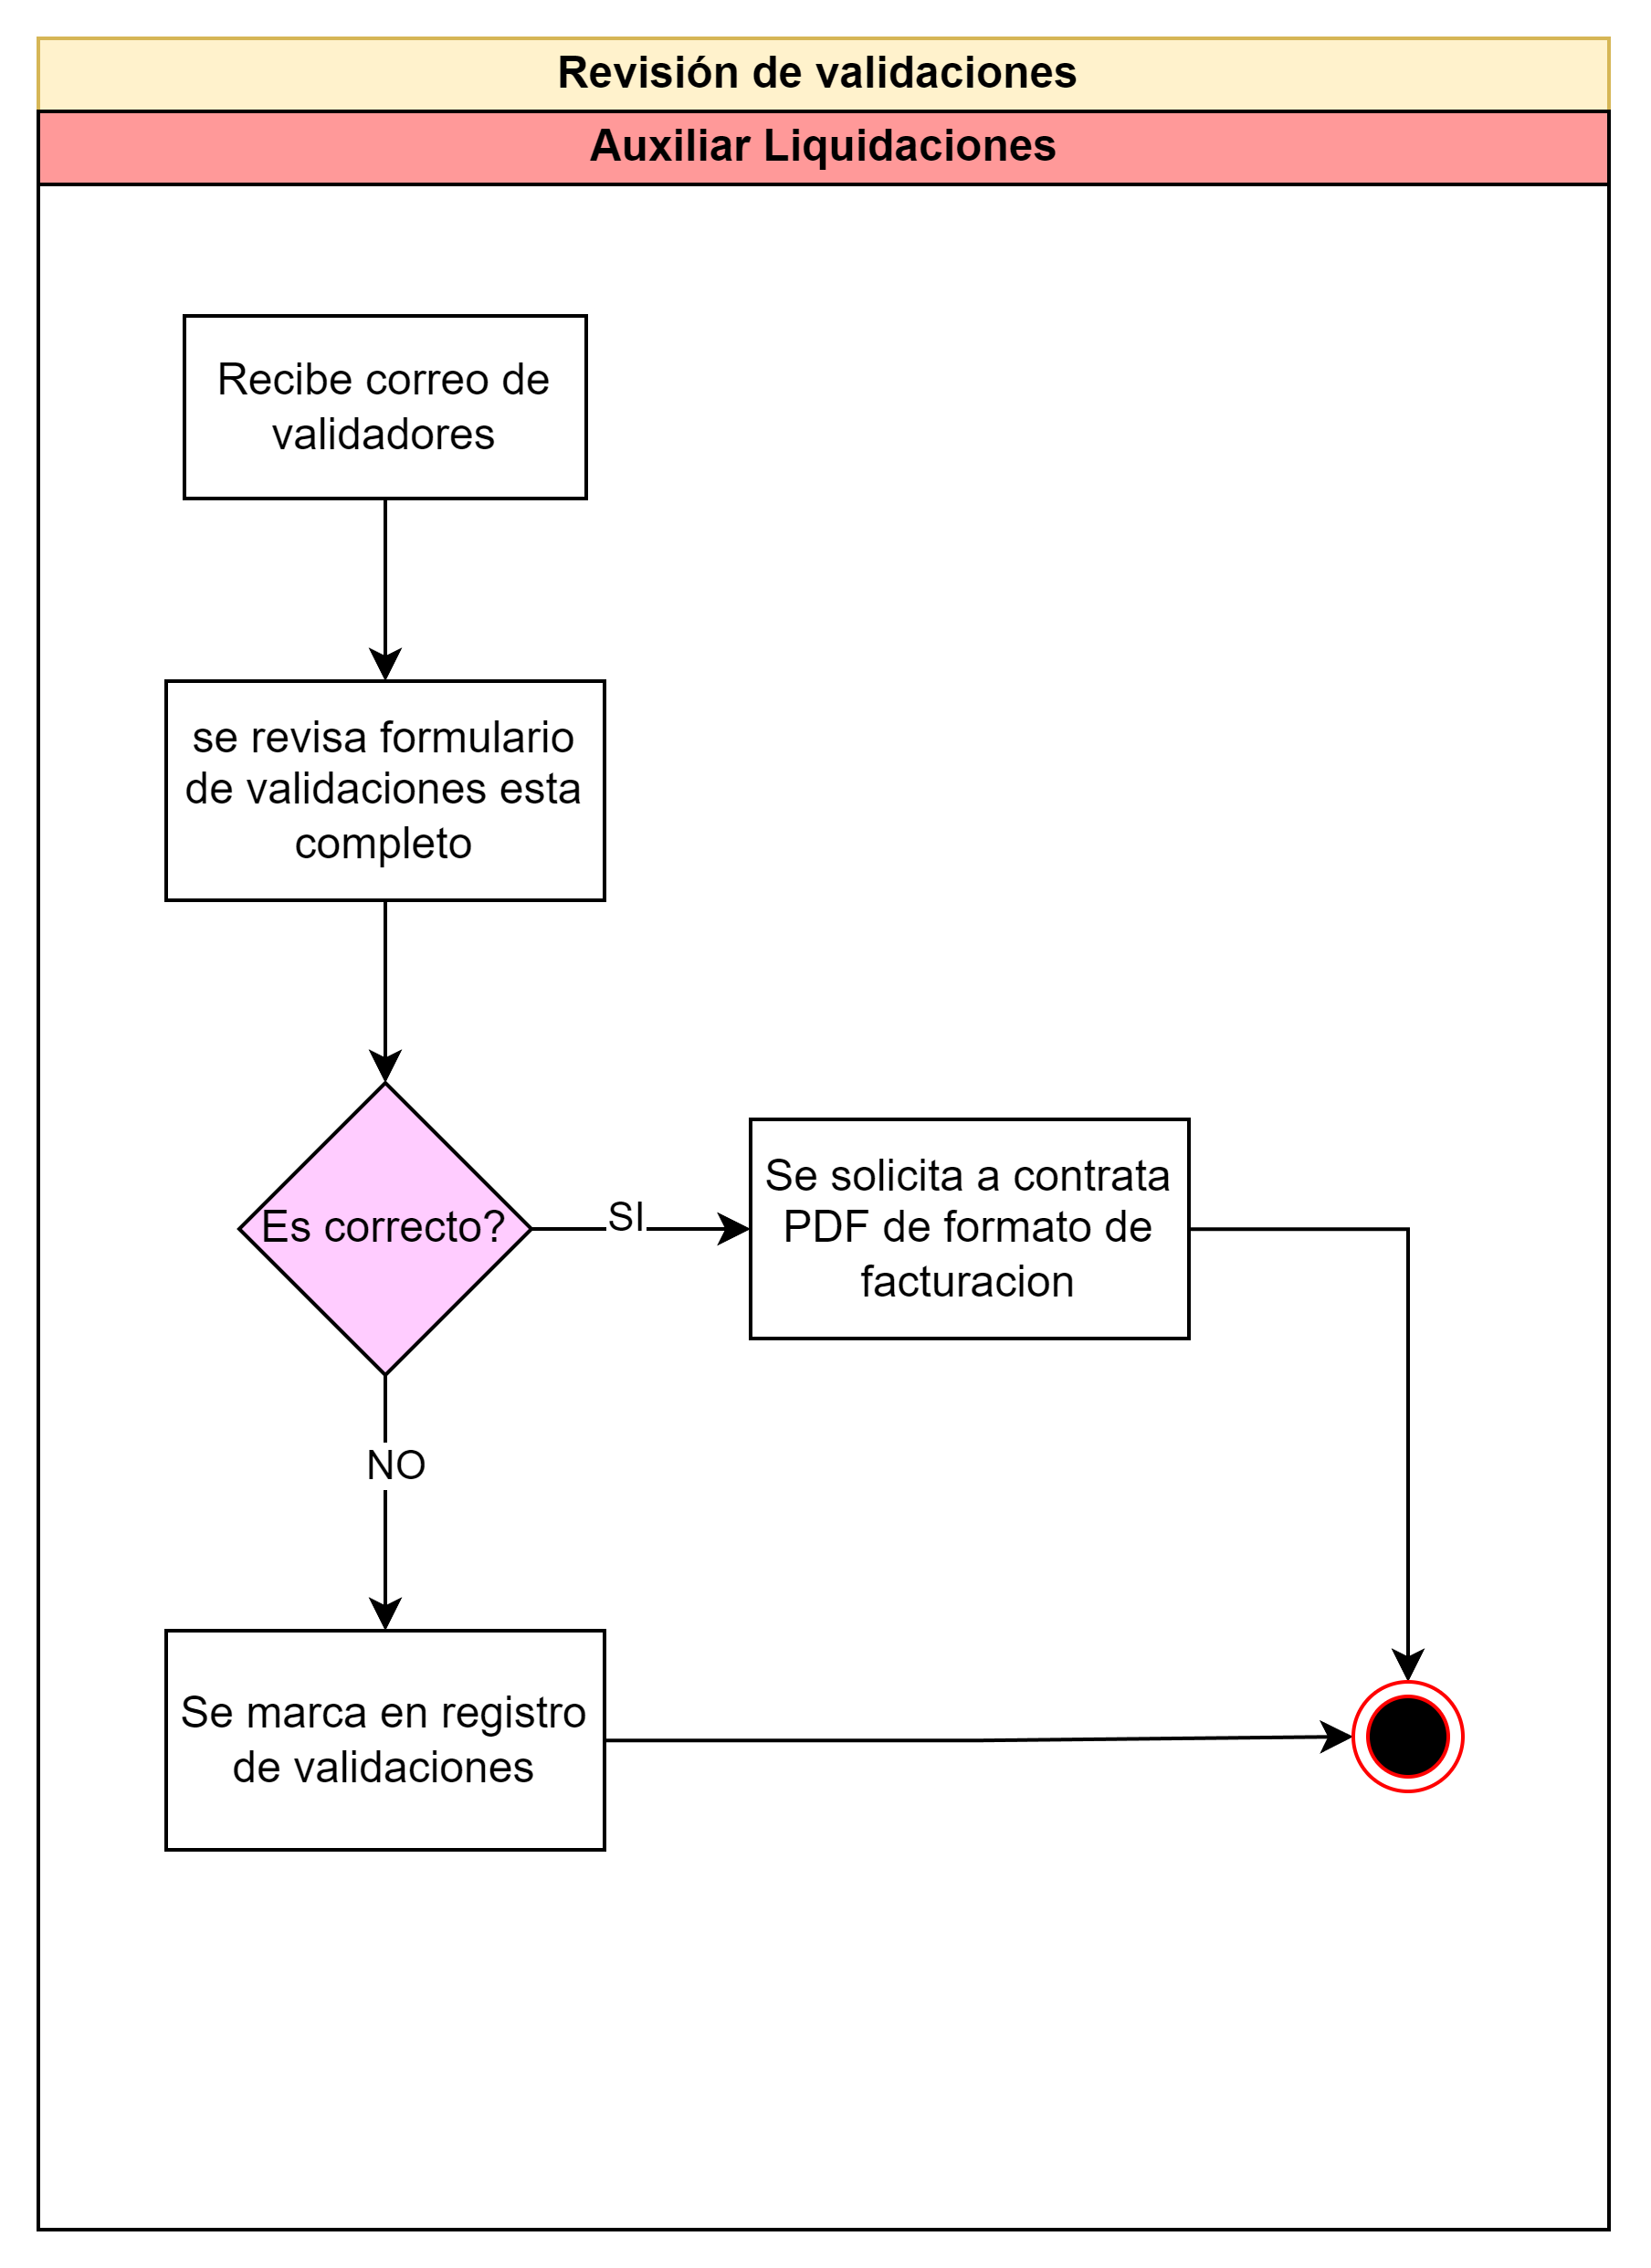 Revisión de validaciones
Auxiliar Liquidaciones
Recibe correo de
validadores
se revisa formulario
de validaciones esta
completo
Es correcto?
SI
Se solicita a contrata
PDF de formato de
facturacion
NO
Se marca en registro
de validaciones